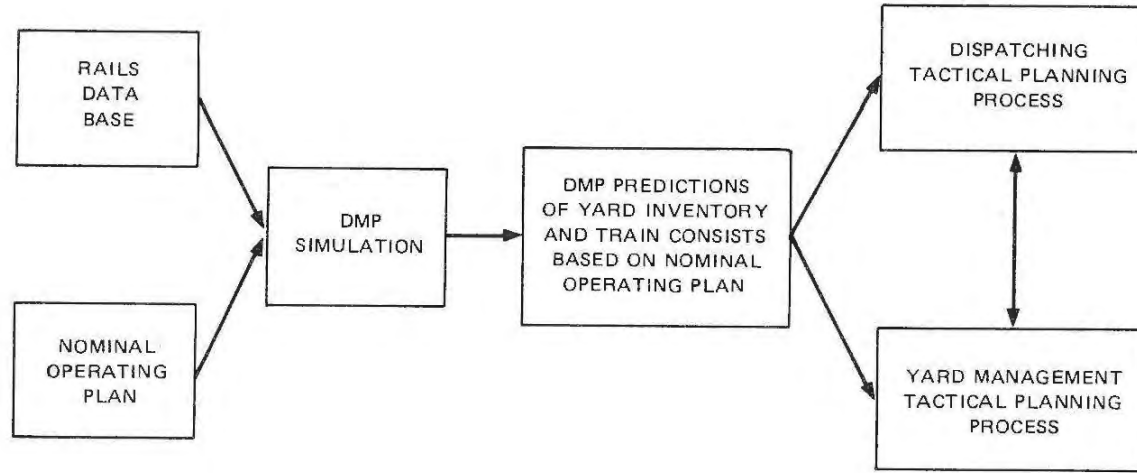 RAILS
DATA
BASE
NOMINAL
OPERATING
PLAN
DMP
SIMULATION
DMP PREDICTIONS
OF YARD INVENTORY
AND TRAIN CONSISTS
BASED ON NOMINAL
OPERATING PLAN
DISPATCHING
TACTICAL PLANNING
PROCESS
YARD MANAGEMENT
TACTICAL PLANNING
PROCESS